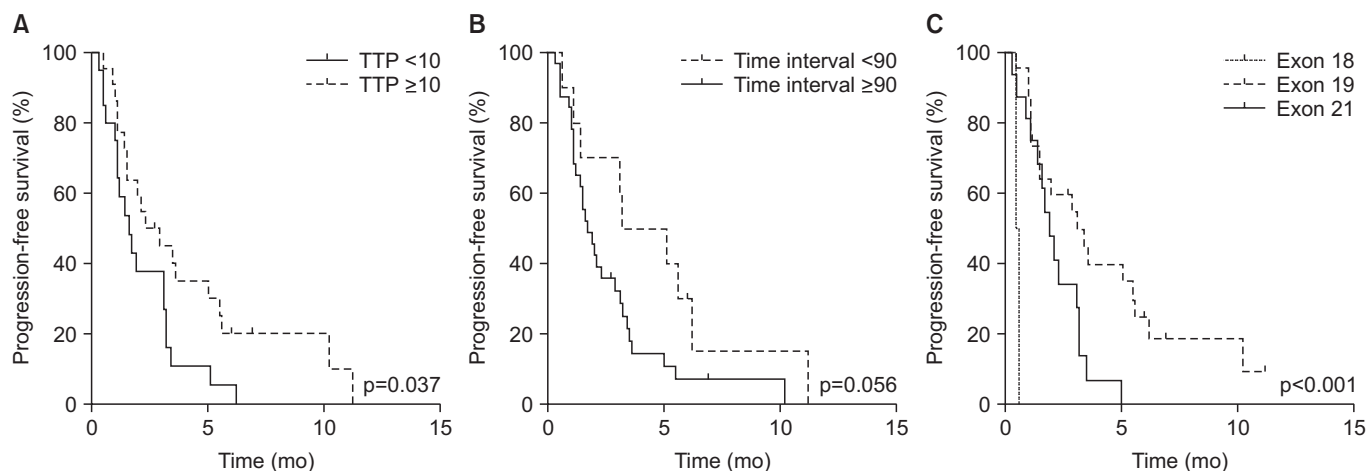 A
Progression-free survival (%)
100
80
60
40
20
0
TTP <10
TTP ≥10
p=0.037
0 5 10 15
Time (mo)
B
Progression-free survival (%)
100
80
60
40
20
0
Time interval <90
Time interval ≥90
p=0.056
0 5 10 15
Time (mo)
C
Progression-free survival (%)
100
80
60
40
20
0
Exon 18
Exon 19
Exon 21
p<0.001
0 5 10 15
Time (mo)